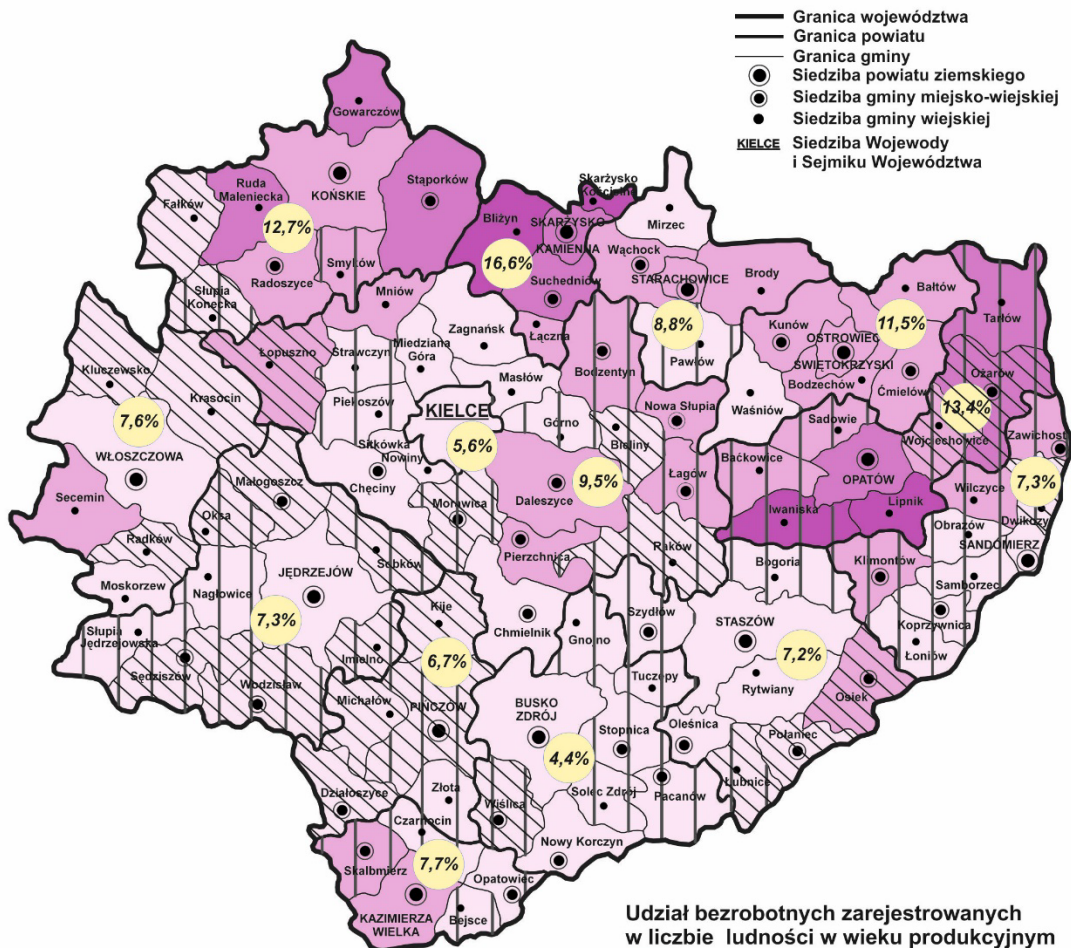 Granica województwa
Granica powiatu
Granica gminy
Siedziba powiatu ziemskiego
Siedziba gminy miejsko-wiejskiej
Siedziba gminy wiejskiej
KIELCE Siedziba Wojewody
i Sejmiku Województwa
Gowarczów
Ruda
Maleniecka
KOŃSKIE
Stąporków
Fałków
12,7%
Radoszyce
Smyków
Słupia
Konecka
Skarżysko
Kościelne
Bliżyn
SKARŻYSKO
KAMIENNA
16,6%
Suchedniów
Łączna
Mirzec
Wąchock
STARACHOWICE
Brody
8,8%
Pawłów
Bałtów
Kunów
11,5%
OSTROWIEC
ŚWIĘTOKRZYSKI
Bodzechów
Ćmielów
Waśniów
Tarłów
Ożarów
13,4%
Wojciechowice
Sadowie
OPATÓW
Baćkowice
Iwaniska
Lipnik
Mniów
Zagnańsk
Łopuszno
Strawczyn
Miedziana
Góra
Masłów
Bodzentyn
Nowa Słupia
Piekoszów
KIELCE
5,6%
Górno
Bieliny
Sitkówka
Nowiny
Chęciny
Morawica
Daleszyce
9,5%
Łagów
Pierzchnica
Raków
Chmielnik
Kluczewsko
7,6%
Krasocin
WŁOSZCZOWA
Secemin
Radków
Moskorzew
Małogoszcz
Oksa
Sobków
JĘDRZEJÓW
Nagłowice
7,3%
Słupia
Jędrzejowska
Sędziszów
Wodzisław
Imielno
Kije
6,7%
Michałów
PIŃCZÓW
Działoszyce
Złota
Zawichost
7,3%
Wilczyce
Dwikozy
Obrazów
SANDOMIERZ
Klimontów
Samborzec
Koprzywnica
Łoniów
Bogoria
Szydłów
STASZÓW
7,2%
Rytwiany
Osiek
Oleśnica
Połaniec
Łubnice
Gnojno
Tuczępy
BUSKO
ZDRÓJ
Stopnica
4,4%
Solec Zdrój
Pacanów
Wiślica
Nowy Korczyn
Czarnocin
7,7%
Skalbmierz
Opatowiec
KAZIMIERZA
WIELKA
Bejsce
Udział bezrobotnych zarejestrowanych
w liczbie ludności w wieku produkcyjnym